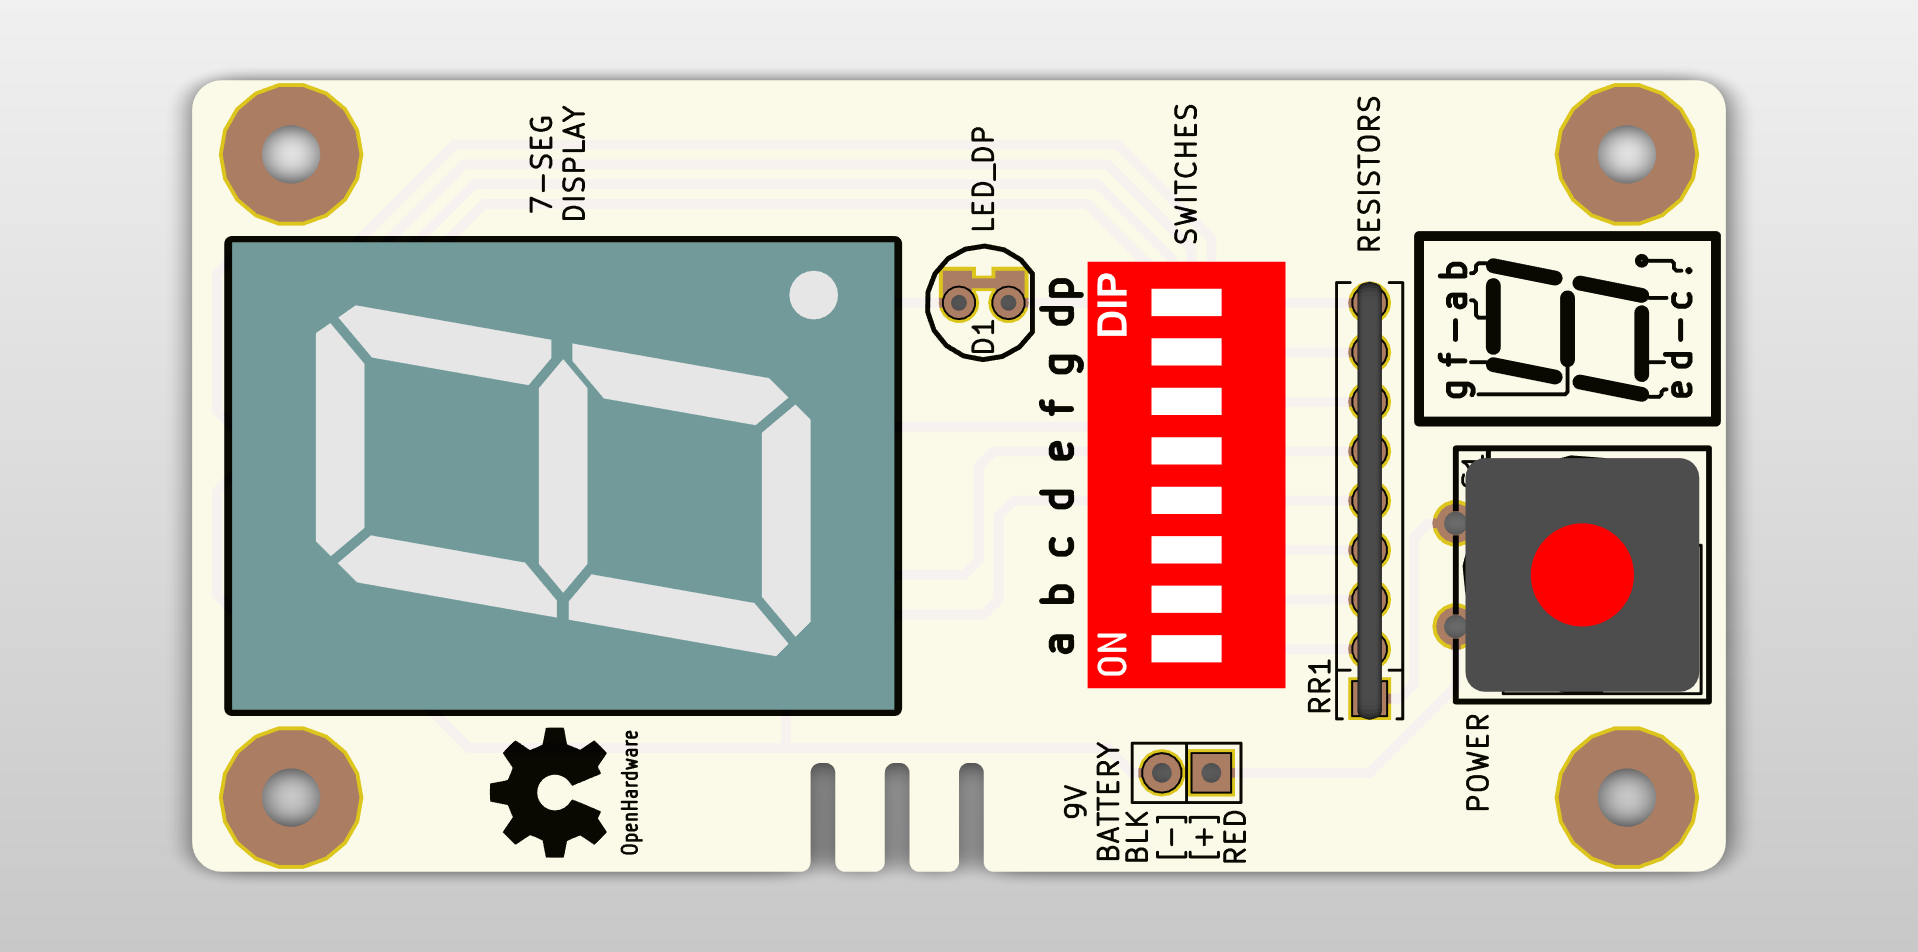 7-SEG
DISPLAY
LED_DP
SWITCHES
RESISTORS
D1
dp
g
f
e
d
c
b
a
DIP
ON
RR1
b
a
f
g
c
d
e
POWER
9V
BATTERY
BLK
[-]
[+]
RED
OpenHardware